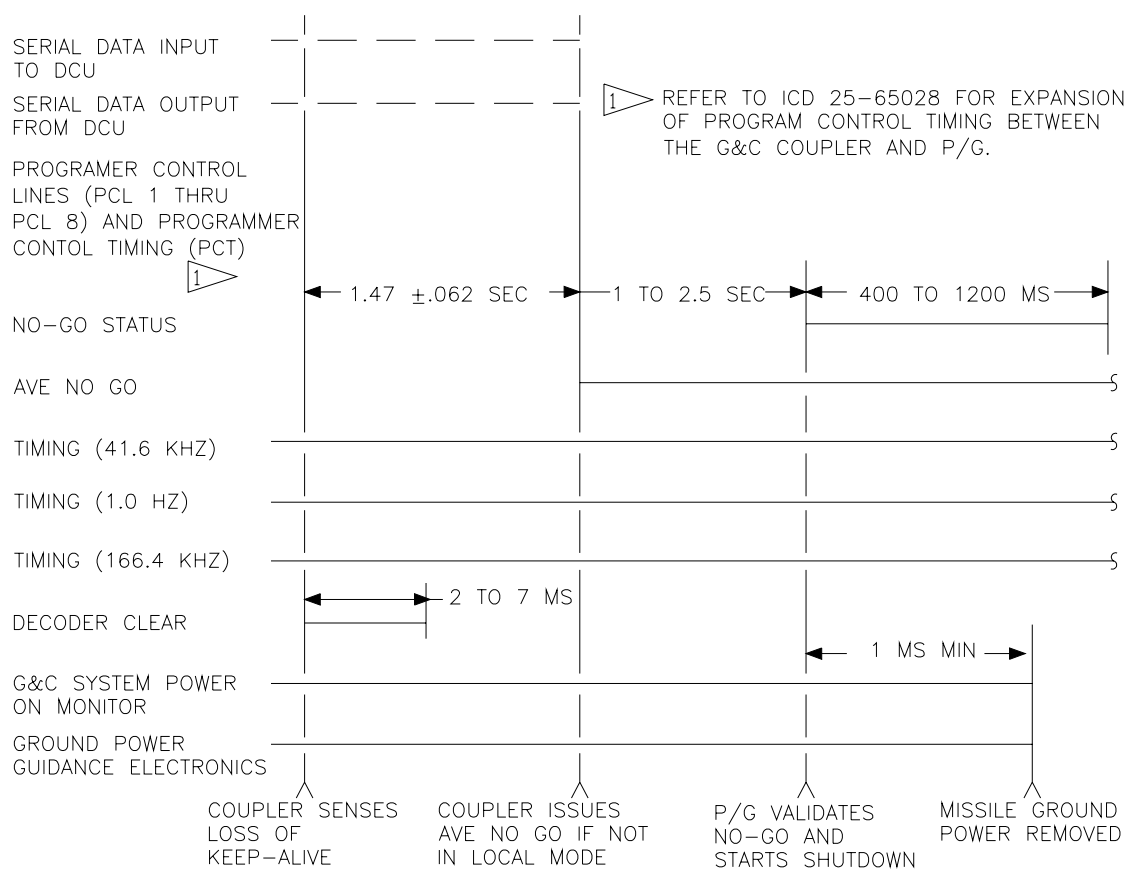 SERIAL DATA INPUT
TO DCU
SERIAL DATA OUTPUT
FROM DCU
1 REFER TO ICD 25-65028 FOR EXPANSION
OF PROGRAM CONTROL TIMING BETWEEN
THE G&C COUPLER AND P/G.
PROGRAMER CONTROL
LINES (PCL 1 THRU
PCL 8) AND PROGRAMMER
CONTOL TIMING (PCT)
1
1.47 ±.062 SEC
1 TO 2.5 SEC
400 TO 1200 MS
NO-GO STATUS
AVE NO GO
TIMING (41.6 KHZ)
TIMING (1.0 HZ)
TIMING (166.4 KHZ)
2 TO 7 MS
DECODER CLEAR
1 MS MIN
G&C SYSTEM POWER
ON MONITOR
GROUND POWER
GUIDANCE ELECTRONICS
COUPLER SENSES
LOSS OF
KEEP-ALIVE
COUPLER ISSUES
AVE NO GO IF NOT
IN LOCAL MODE
P/G VALIDATES
NO-GO AND
STARTS SHUTDOWN
MISSILE GROUND
POWER REMOVED